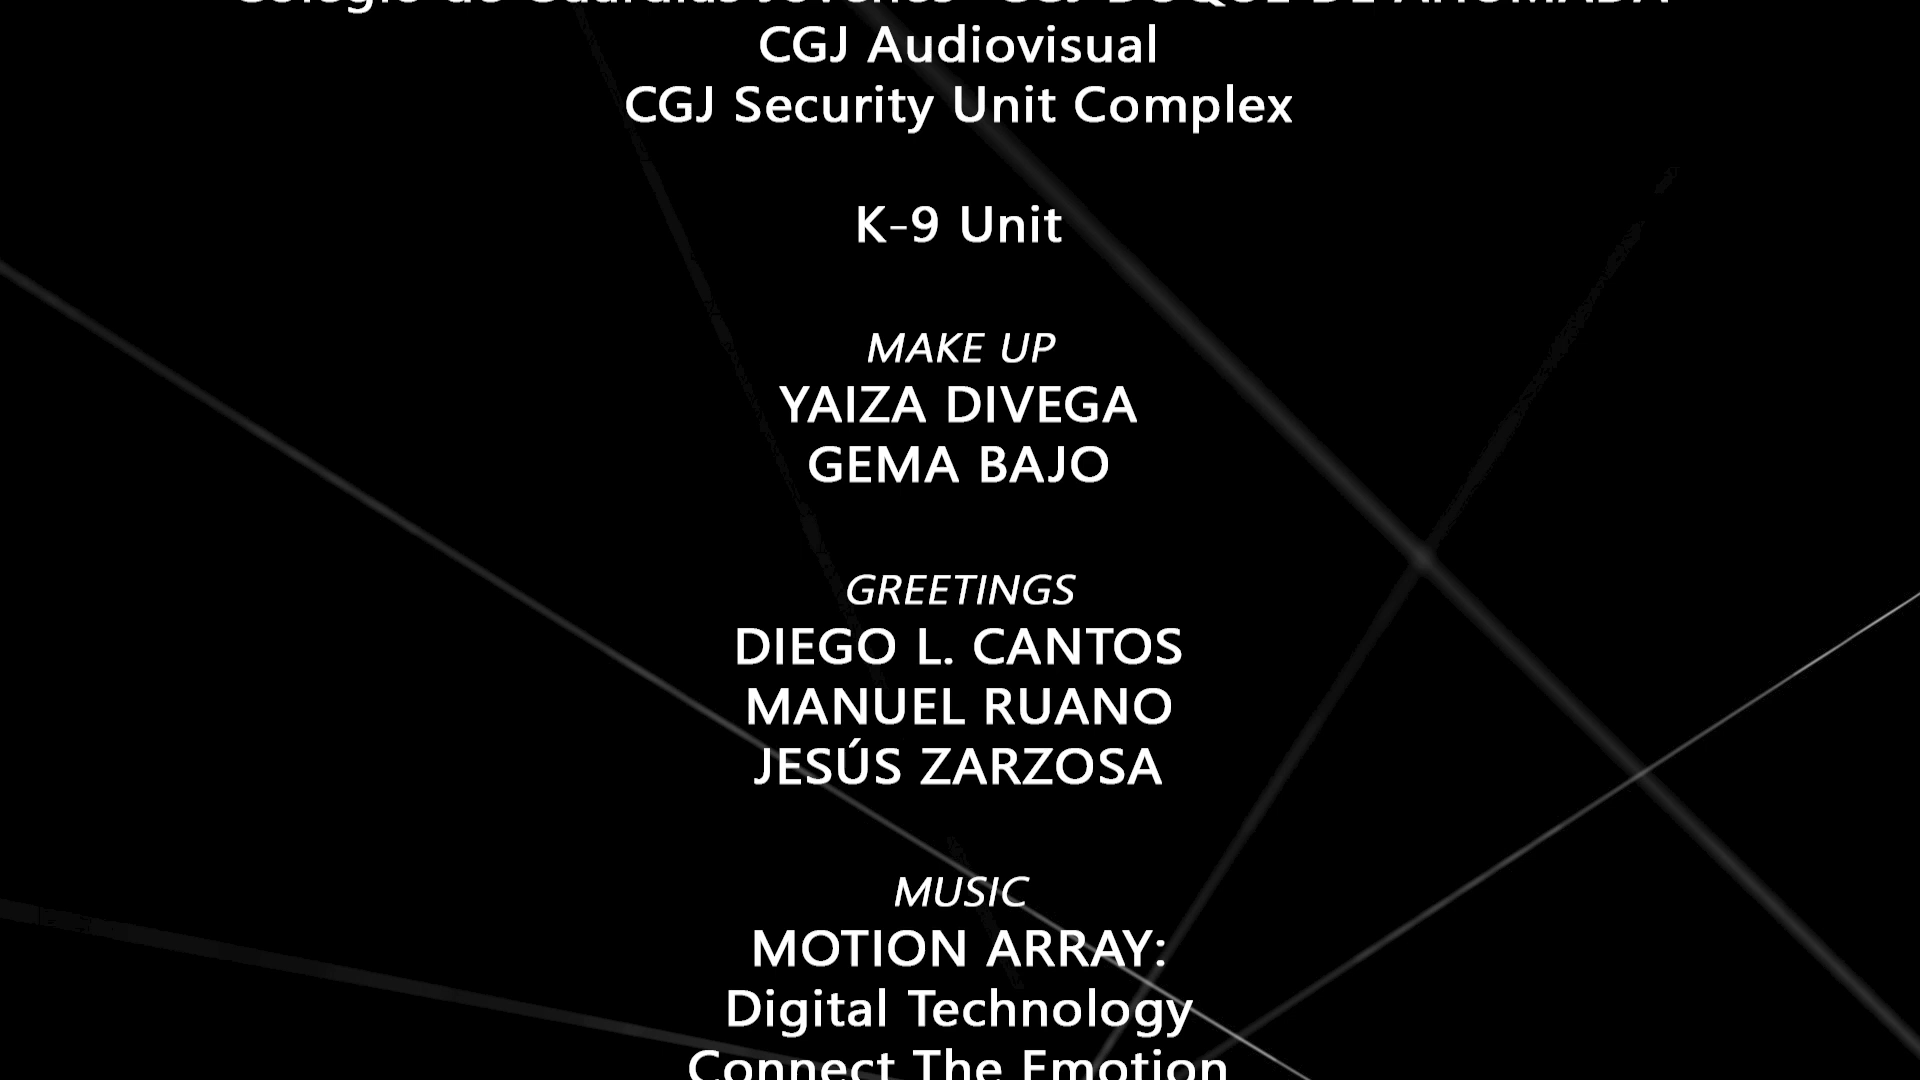 CGJ Audiovisual
CGJ Security Unit Complex
K-9 Unit
MAKE UP
YAIZA DIVEGA
GEMA BAJO
GREETINGS
DIEGO L. CANTOS
MANUEL RUANO
JESÚS ZARZOSA
MUSIC
MOTION ARRAY:
Digital Technology
Connect The Emotion